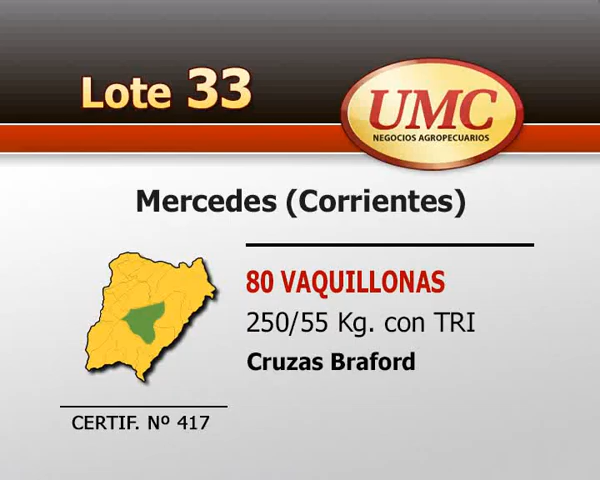 Lote 33
UMC
NEGOCIOS AGROPECUARIOS
Mercedes (Corrientes)
80 VAQUILLONAS
250/55 Kg. con TRI
Cruzas Braford
CERTIF. Nº 417